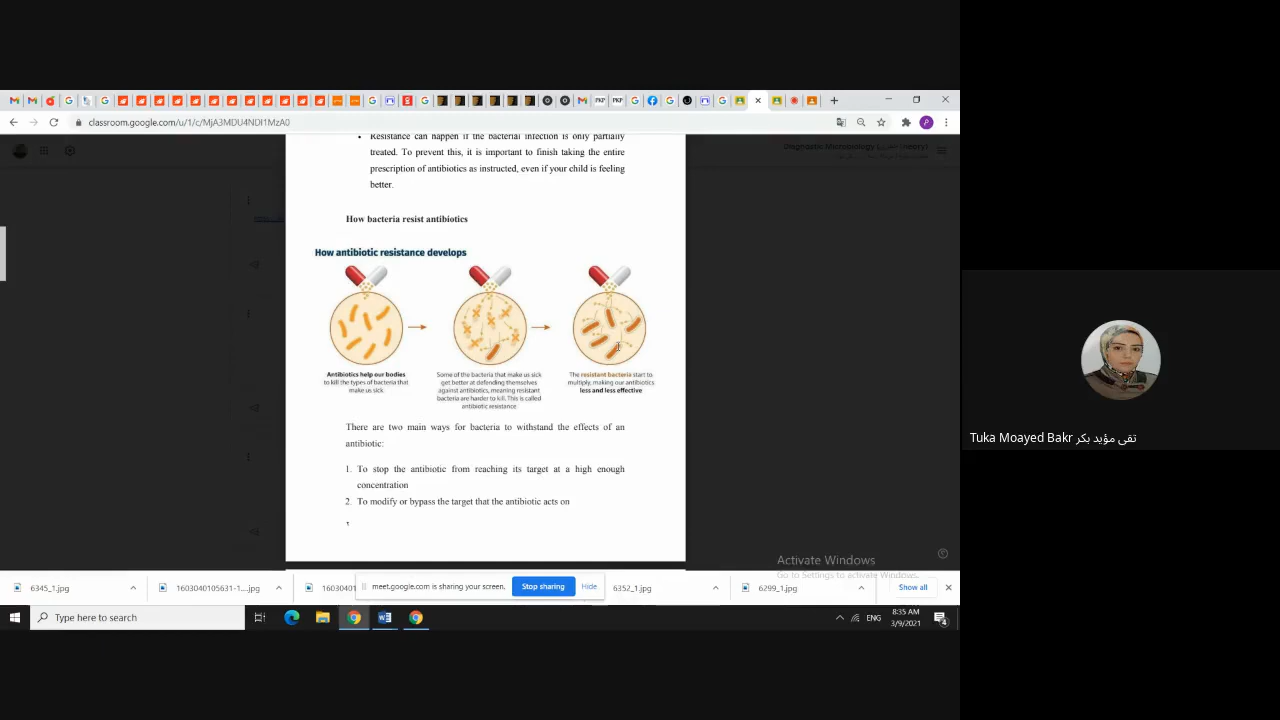 classroom.google.com/u/1/c/MjA3MDU4NDI1MzA0
Resistance can happen if the bacterial infection is only partially
treated. To prevent this, it is important to finish taking the entire
prescription of antibiotics as instructed, even if your child is feeling
better.
How bacteria resist antibiotics
How antibiotic resistance develops
Antibiotics help our bodies
to kill the types of bacteria that
make us sick.
Some of the bacteria that make us sick
get better at defending themselves
against antibiotics, meaning resistant
bacteria are harder to kill. This is called
antibiotic resistance
The resistant bacteria start to
multiply, making our antibiotics
less and less effective
There are two main ways for bacteria to withstand the effects of an
antibiotic:
1. To stop the antibiotic from reaching its target at a high enough
concentration
2. To modify or bypass the target that the antibiotic acts on
Tuka Moayed Bakr تقى مؤيد بكر
Activate Windows
Go to Settings to activate Windows.
6345_1.jpg
1603040105631-1....jpg
16030401
meet.google.com is sharing your screen.
Stop sharing
Hide
6352_1.jpg
6299_1.jpg
Show all
Type here to search
ENG
8:35 AM
3/9/2021